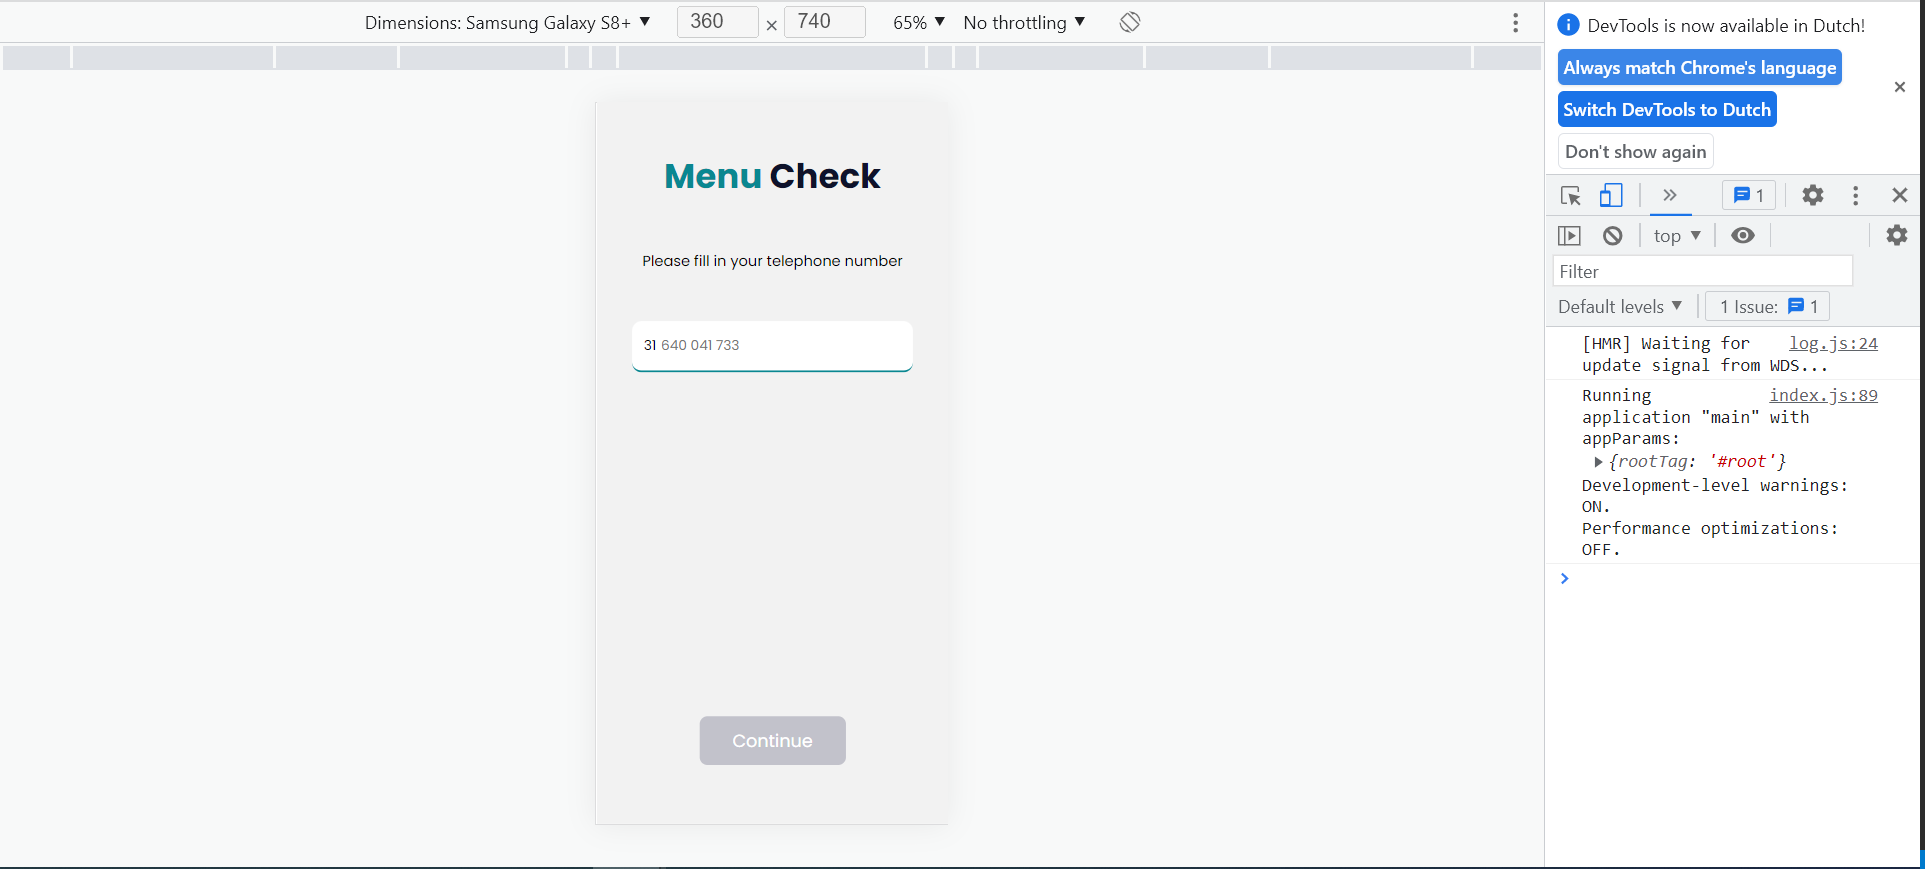 Dimensions: Samsung Galaxy S8+ ▼ 360 × 740 65% ▼ No throttling ▼
Menu Check
Please fill in your telephone number
31 640 041 733
Continue
DevTools is now available in Dutch!
Always match Chrome's language
Switch DevTools to Dutch
Don't show again
1
top ▼
Filter
Default levels ▼ 1 Issue: 1
[HMR] Waiting for log.js:24
update signal from WDS...
Running index.js:89
application "main" with
appParams:
{rootTag: '#root'}
Development-level warnings:
ON.
Performance optimizations:
OFF.